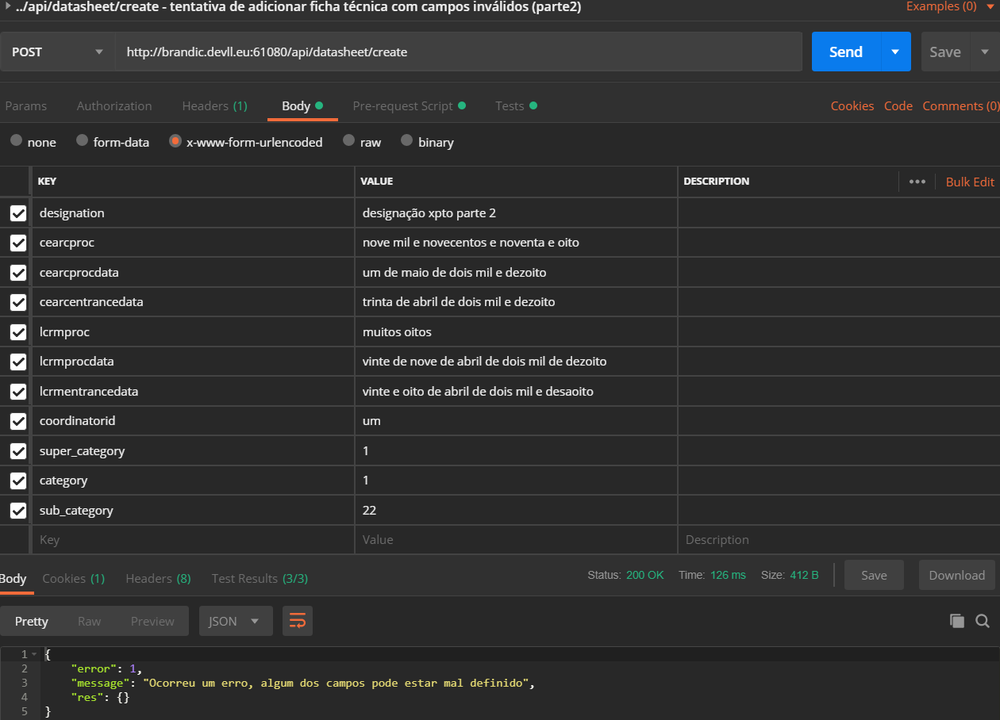 ../api/datasheet/create - tentativa de adicionar ficha técnica com campos inválidos (parte2) Examples (0)
POST http://brandic.devll.eu:61080/api/datasheet/create Send Save
Params Authorization Headers (1) Body Pre-request Script Tests Cookies Code Comments (0)
none form-data x-www-form-urlencoded raw binary
KEY VALUE DESCRIPTION ••• Bulk Edit
designation designação xpto parte 2
cearcproc nove mil e novecentos e noventa e oito
cearcprocdata um de maio de dois mil e dezoito
cearcentrancedata trinta de abril de dois mil e dezoito
lcrmproc muitos oitos
lcrmprocdata vinte de nove de abril de dois mil de dezoito
lcrmentrancedata vinte e oito de abril de dois mil e desaoito
coordinatorid um
super_category 1
category 1
sub_category 22
Key Value Description
Body Cookies (1) Headers (8) Test Results (3/3) Status: 200 OK Time: 126 ms Size: 412 B Save Download
Pretty Raw Preview JSON
1 {
2 "error": 1,
3 "message": "Ocorreu um erro, algum dos campos pode estar mal definido",
4 "res": {}
5 }